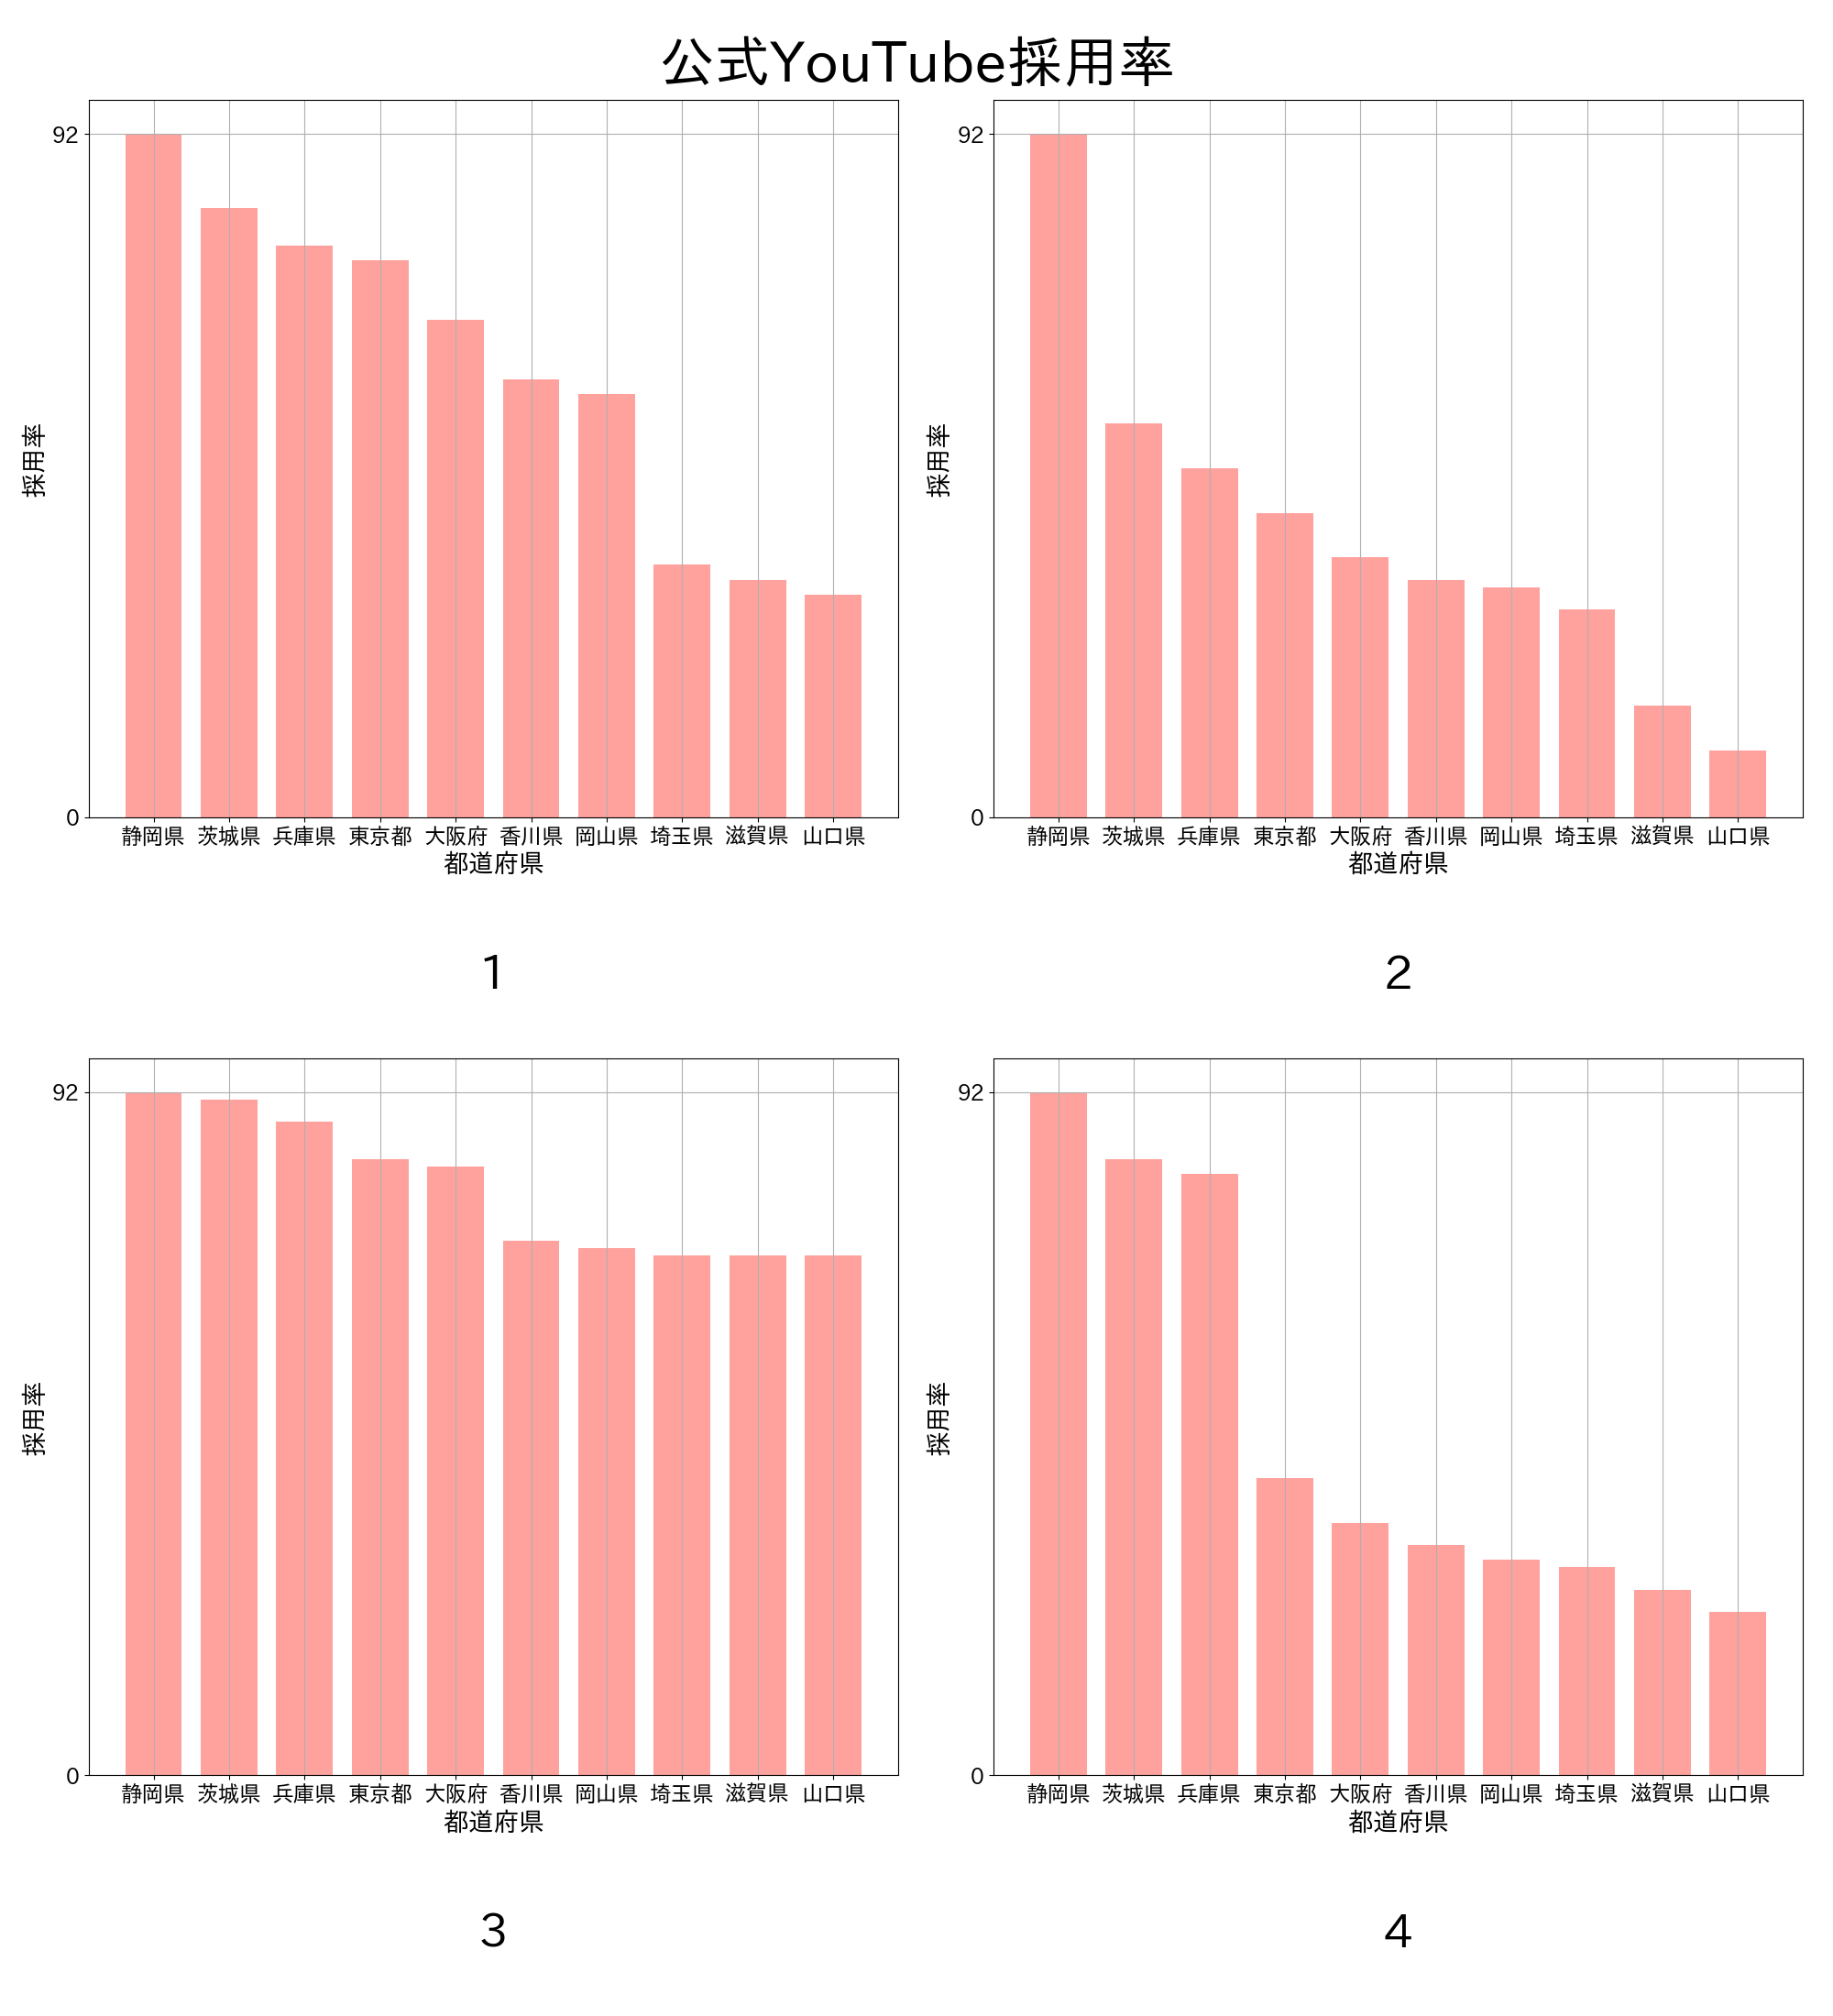 公式YouTube採用率
92
0
採用率
静岡県 茨城県 兵庫県 東京都 大阪府 香川県 岡山県 埼玉県 滋賀県 山口県
都道府県
1
92
0
採用率
静岡県 茨城県 兵庫県 東京都 大阪府 香川県 岡山県 埼玉県 滋賀県 山口県
都道府県
2
92
0
採用率
静岡県 茨城県 兵庫県 東京都 大阪府 香川県 岡山県 埼玉県 滋賀県 山口県
都道府県
3
92
0
採用率
静岡県 茨城県 兵庫県 東京都 大阪府 香川県 岡山県 埼玉県 滋賀県 山口県
都道府県
4